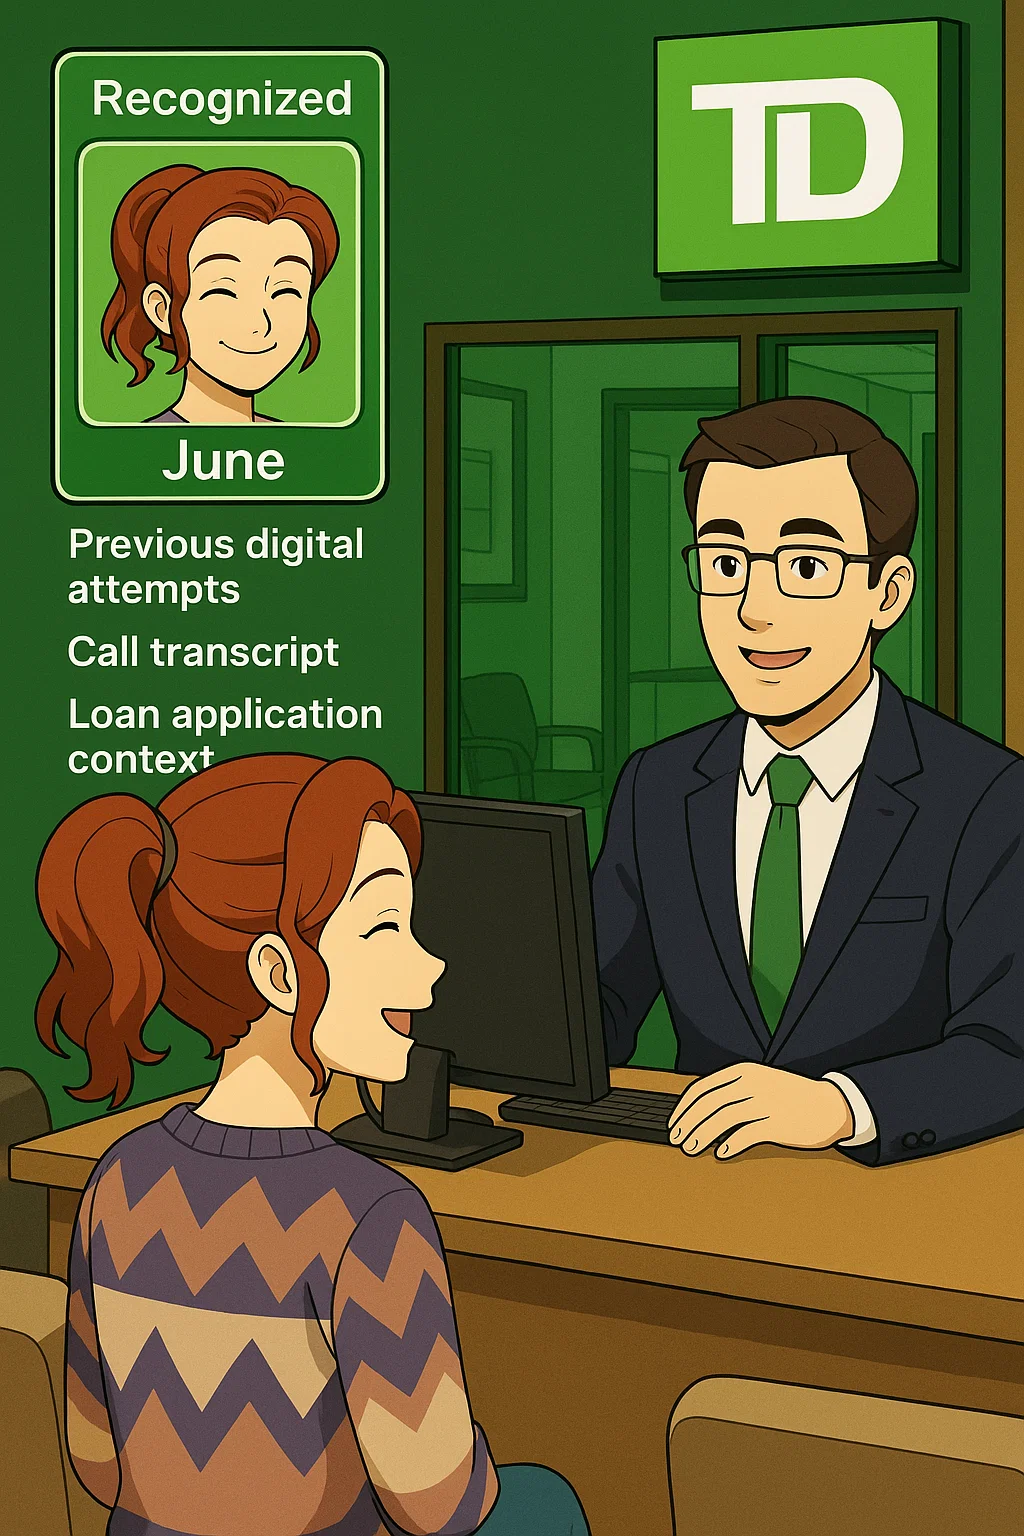 Recognized
June
Previous digital
attempts
Call transcript
Loan application
context
TD